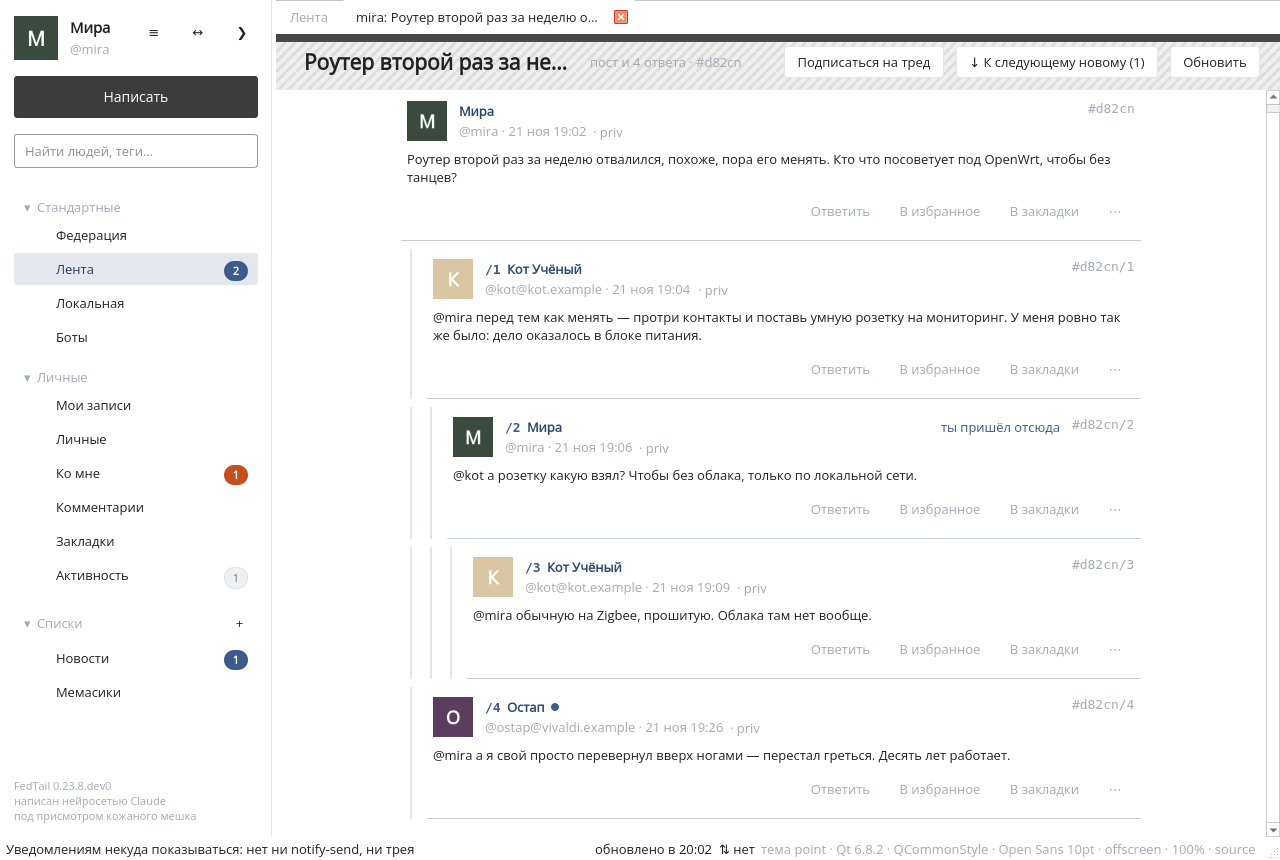 М
Мира
@mira
≡
↔
❯
Написать
Найти людей, теги...
▾ Стандартные
Федерация
Лента
2
Локальная
Боты
▾ Личные
Мои записи
Личные
Ко мне
1
Комментарии
Закладки
Активность
1
▾ Списки
+
Новости
1
Мемасики
FedTail 0.23.8.dev0
написан нейросетью Claude
под присмотром кожаного мешка
Лента
mira: Роутер второй раз за неделю о...
Роутер второй раз за не...
пост и 4 ответа · #d82cn
Подписаться на тред
↓ К следующему новому (1)
Обновить
М
Мира
#d82cn
@mira · 21 ноя 19:02 · priv
Роутер второй раз за неделю отвалился, похоже, пора его менять. Кто что посоветует под OpenWrt, чтобы без
танцев?
Ответить В избранное В закладки ···
К
/1 Кот Учёный
#d82cn/1
@kot@kot.example · 21 ноя 19:04 · priv
@mira перед тем как менять — протри контакты и поставь умную розетку на мониторинг. У меня ровно так
же было: дело оказалось в блоке питания.
Ответить В избранное В закладки ···
М
/2 Мира
ты пришёл отсюда #d82cn/2
@mira · 21 ноя 19:06 · priv
@kot а розетку какую взял? Чтобы без облака, только по локальной сети.
Ответить В избранное В закладки ···
К
/3 Кот Учёный
#d82cn/3
@kot@kot.example · 21 ноя 19:09 · priv
@mira обычную на Zigbee, прошитую. Облака там нет вообще.
Ответить В избранное В закладки ···
О
/4 Остап
#d82cn/4
@ostap@vivaldi.example · 21 ноя 19:26 · priv
@mira а я свой просто перевернул вверх ногами — перестал греться. Десять лет работает.
Ответить В избранное В закладки ···
Уведомлениям некуда показываться: нет ни notify-send, ни трея
обновлено в 20:02 ⇅ нет тема point · Qt 6.8.2 · QCommonStyle · Open Sans 10pt · offscreen · 100% · source